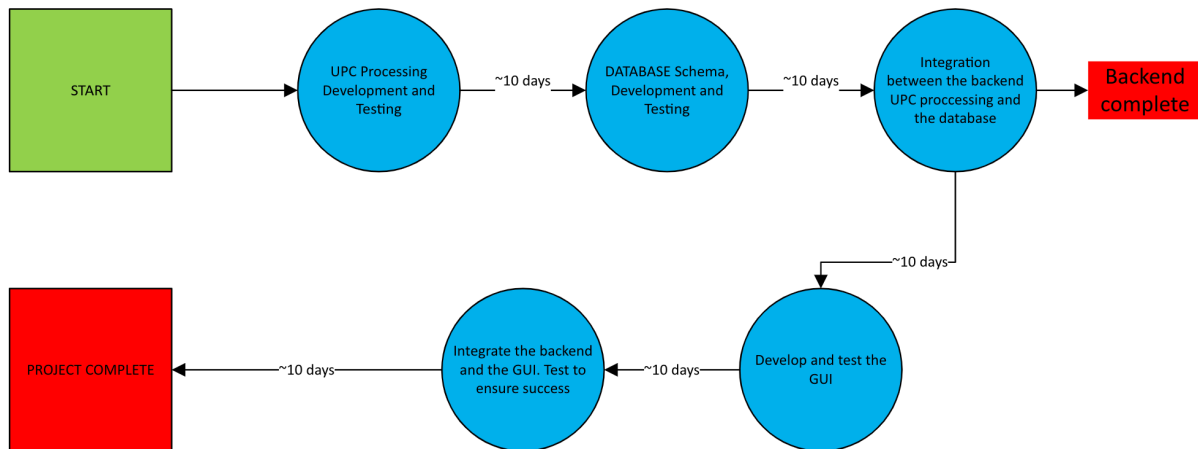 START
UPC Processing
Development and
Testing
~10 days
DATABASE Schema,
Development and
Testing
~10 days
Integration
between the backend
UPC proccessing and
the database
Backend
complete
~10 days
Develop and test the
GUI
~10 days
Integrate the backend
and the GUI. Test to
ensure success
~10 days
PROJECT COMPLETE